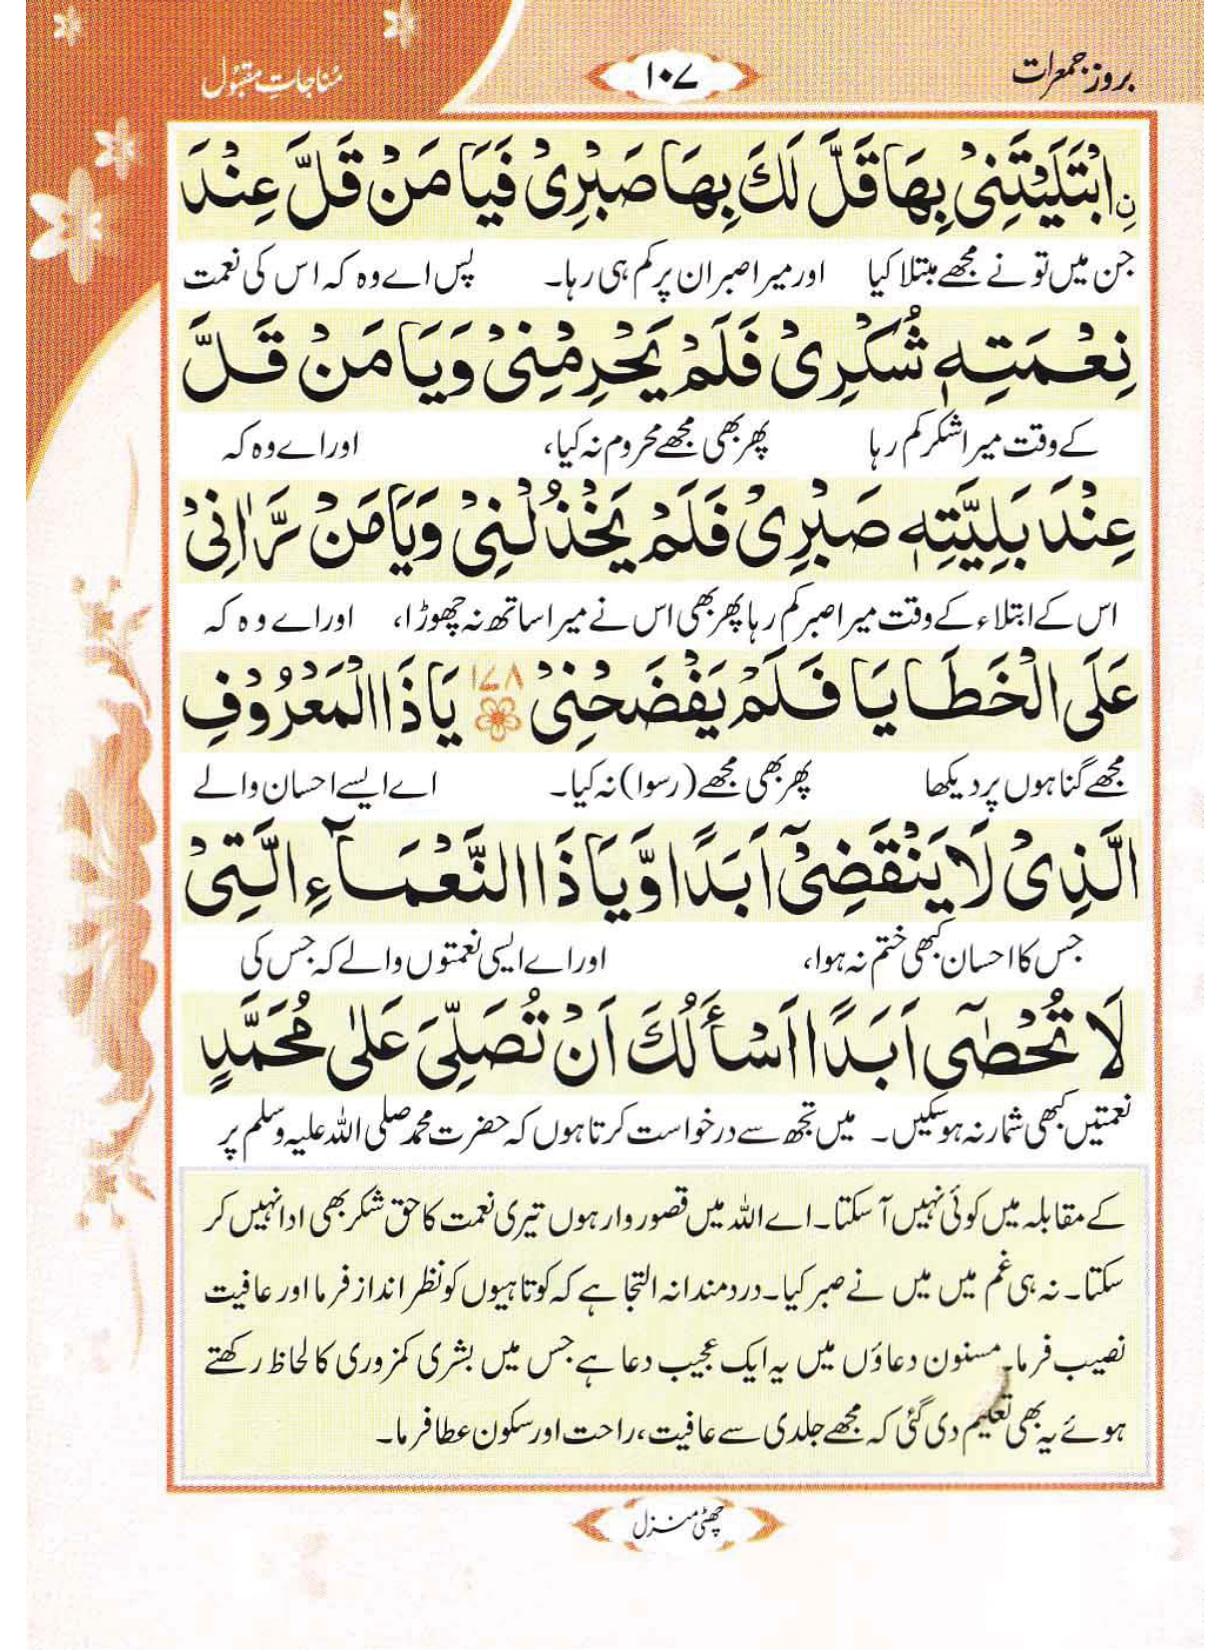 بروز جمعرات
۱۰۷
مُناجاتِ مقبُول
نِ ابْتَلَيْتَنِيْ بِهَا قَلَّ لَكَ بِهَا صَبْرِيْ فَيَا مَنْ قَلَّ عِنْدَ
جن میں تو نے مجھے مبتلا کیا اور میرا صبر ان پر کم ہی رہا۔ پس اے وہ کہ اس کی نعمت
نِعْمَتِهٖ شُكْرِيْ فَلَمْ يَحْرِمْنِيْ وَيَا مَنْ قَلَّ
کے وقت میرا شکر کم رہا پھر بھی مجھے محروم نہ کیا، اور اے وہ کہ
عِنْدَ بَلِيَّتِهٖ صَبْرِيْ فَلَمْ يَخْذُلْنِيْ وَيَا مَنْ رَّاٰنِيْ
اس کے ابتلاء کے وقت میرا صبر کم رہا پھر بھی اس نے میرا ساتھ نہ چھوڑا، اور اے وہ کہ
عَلَى الْخَطَايَا فَلَمْ يَفْضَحْنِيْ ۱۷۸ يَا ذَا الْمَعْرُوْفِ
مجھے گناہوں پر دیکھا پھر بھی مجھے (رسوا) نہ کیا۔ اے ایسے احسان والے
الَّذِيْ لَا يَنْقَضِيْٓ اَبَدًا وَّيَا ذَا النَّعْمَآءِ الَّتِيْ
جس کا احسان کبھی ختم نہ ہوا، اور اے ایسی نعمتوں والے کہ جس کی
لَا تُحْصٰٓى اَبَدًا اَسْأَلُكَ اَنْ تُصَلِّيَ عَلٰى مُحَمَّدٍ
نعمتیں کبھی شمار نہ ہو سکیں۔ میں تجھ سے درخواست کرتا ہوں کہ حضرت محمد صلی اللہ علیہ وسلم پر
کے مقابلہ میں کوئی نہیں آ سکتا۔ اے اللہ میں قصور وار ہوں تیری نعمت کا حق شکر بھی ادا نہیں کر
سکتا۔ نہ ہی غم میں میں نے صبر کیا۔ دردمندانہ التجا ہے کہ کوتاہیوں کو نظر انداز فرما اور عافیت
نصیب فرما۔ مسنون دعاؤں میں یہ ایک عجیب دعا ہے جس میں بشری کمزوری کا لحاظ رکھتے
ہوئے یہ بھی تعلیم دی گئی کہ مجھے جلدی سے عافیت، راحت اور سکون عطا فرما۔
چھٹی منزل